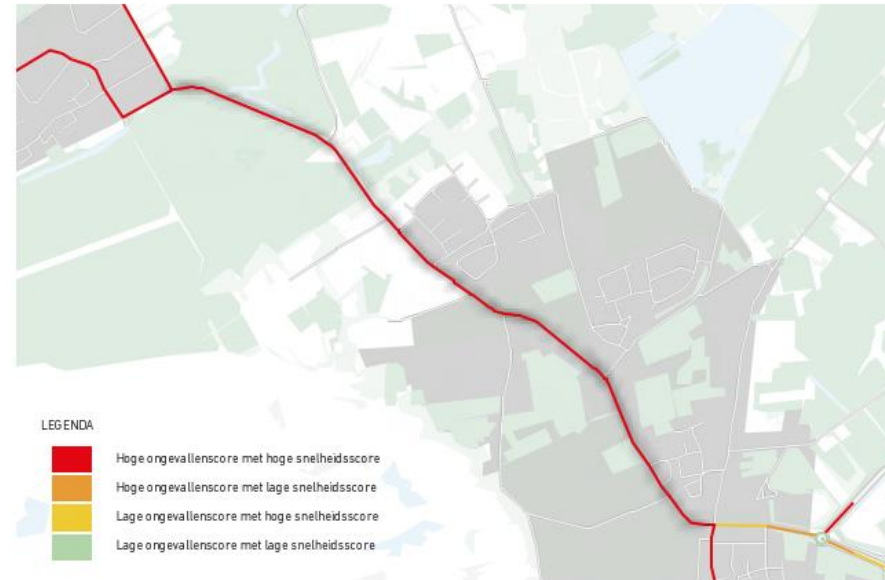 LEGENDA
Hoge ongevallenscore met hoge snelheidsscore
Hoge ongevallenscore met lage snelheidsscore
Lage ongevallenscore met hoge snelheidsscore
Lage ongevallenscore met lage snelheidsscore